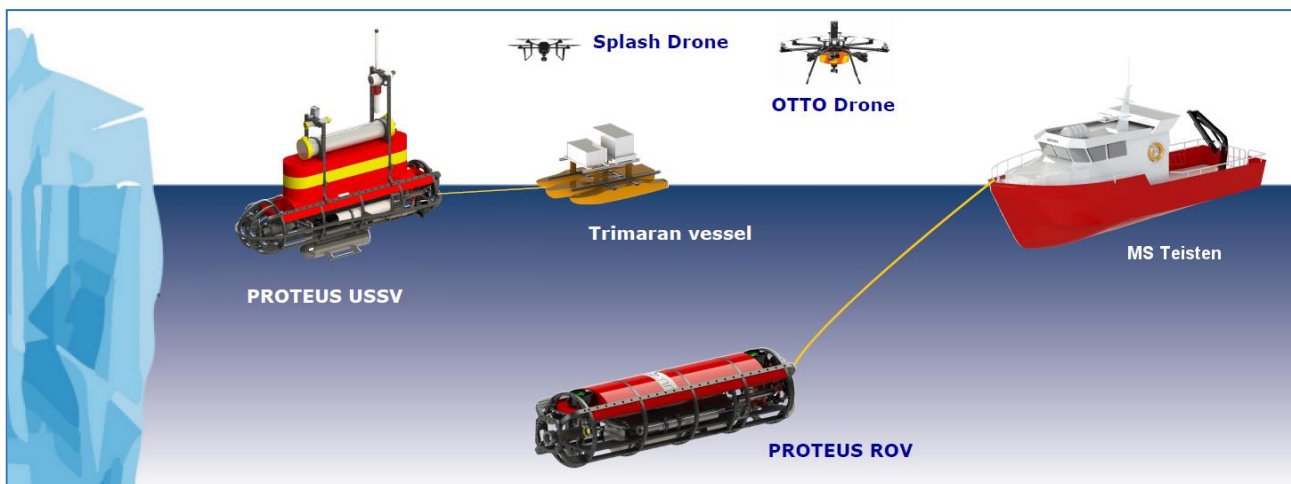 Splash Drone
OTTO Drone
Trimaran vessel
MS Teisten
PROTEUS USSV
PROTEUS ROV